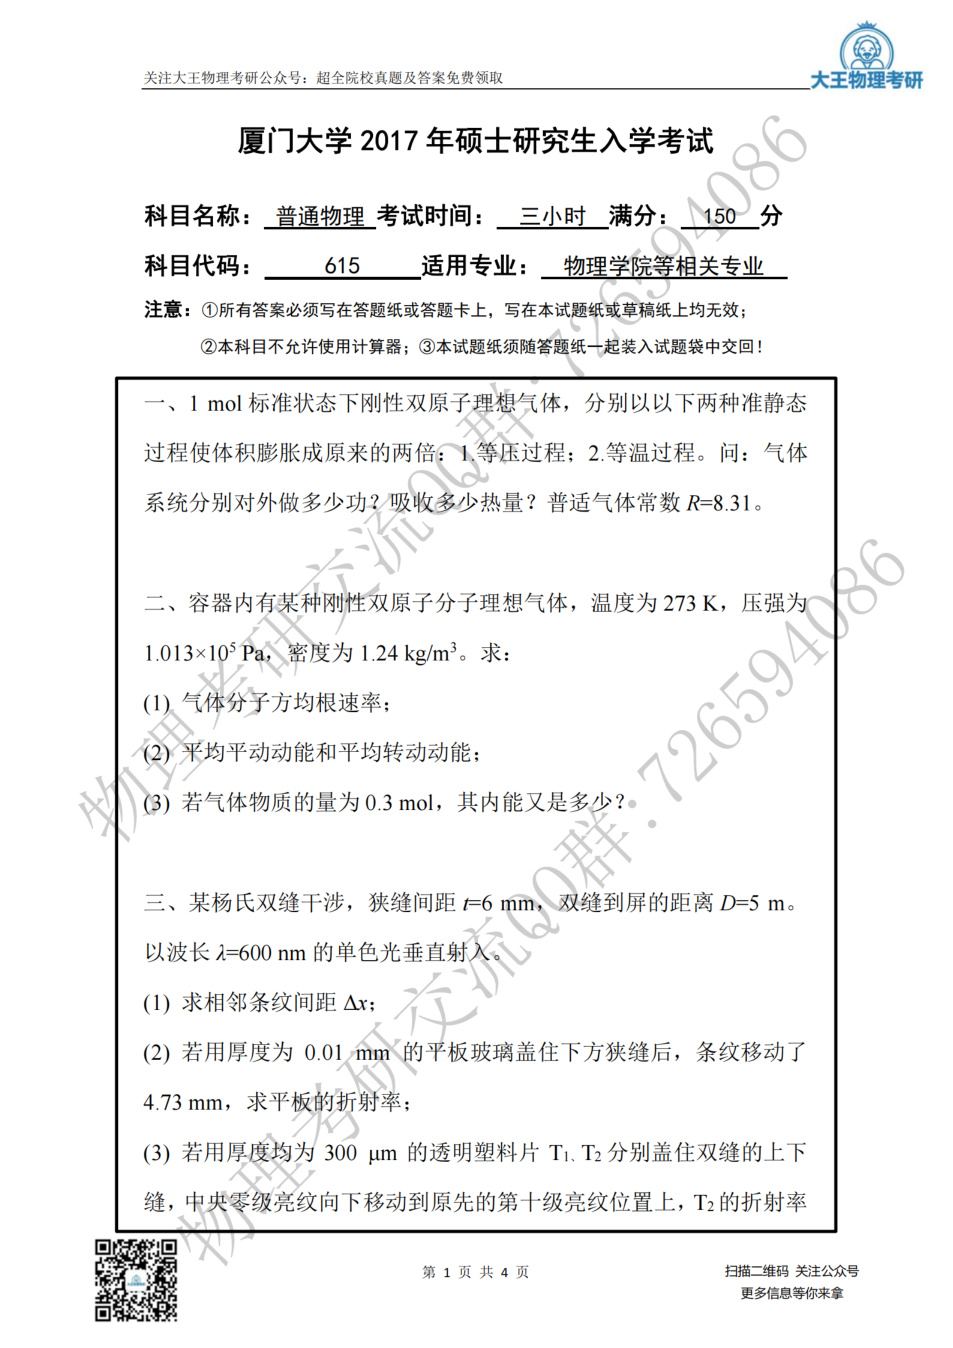 关注大王物理考研公众号：超全院校真题及答案免费领取
大王物理考研
厦门大学 2017 年硕士研究生入学考试
科目名称： 普通物理 考试时间： 三小时 满分： 150 分
科目代码： 615 适用专业： 物理学院等相关专业
注意：①所有答案必须写在答题纸或答题卡上，写在本试题纸或草稿纸上均无效；
②本科目不允许使用计算器；③本试题纸须随答题纸一起装入试题袋中交回！
一、1 mol 标准状态下刚性双原子理想气体，分别以以下两种准静态
过程使体积膨胀成原来的两倍：1.等压过程；2.等温过程。问：气体
系统分别对外做多少功？吸收多少热量？普适气体常数 R=8.31。
二、容器内有某种刚性双原子分子理想气体，温度为 273 K，压强为
1.013×10⁵ Pa，密度为 1.24 kg/m³。求：
(1) 气体分子方均根速率；
(2) 平均平动动能和平均转动动能；
(3) 若气体物质的量为 0.3 mol，其内能又是多少？
三、某杨氏双缝干涉，狭缝间距 t=6 mm，双缝到屏的距离 D=5 m。
以波长 λ=600 nm 的单色光垂直射入。
(1) 求相邻条纹间距 Δx；
(2) 若用厚度为 0.01 mm 的平板玻璃盖住下方狭缝后，条纹移动了
4.73 mm，求平板的折射率；
(3) 若用厚度均为 300 μm 的透明塑料片 T₁、T₂ 分别盖住双缝的上下
缝，中央零级亮纹向下移动到原先的第十级亮纹位置上，T₂ 的折射率
物理考研交流QQ群：726594086
物理考研交流QQ群：726594086
大王物理考研
第 1 页 共 4 页
扫描二维码 关注公众号
更多信息等你来拿